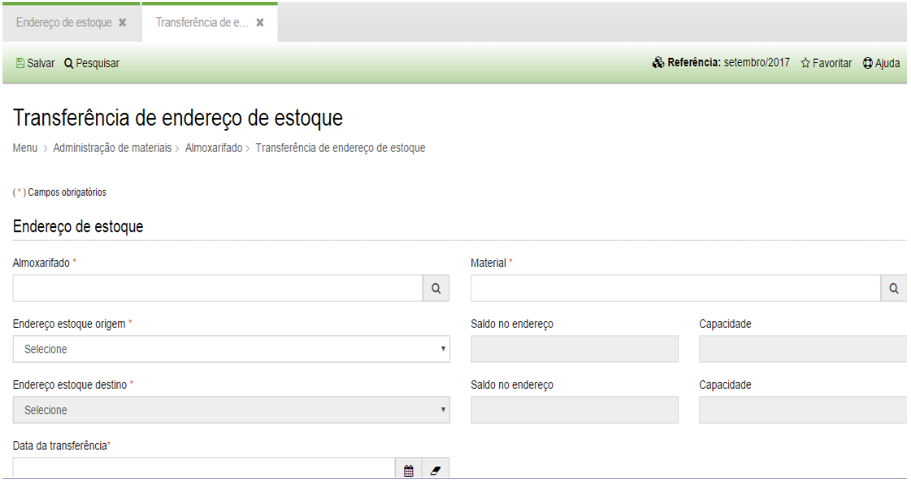 Endereço de estoque ✖ Transferência de e... ✖
Salvar Pesquisar Referência: setembro/2017 Favoritar Ajuda
Transferência de endereço de estoque
Menu > Administração de materiais > Almoxarifado > Transferência de endereço de estoque
( * ) Campos obrigatórios
Endereço de estoque
Almoxarifado * Material *
Endereço estoque origem * Saldo no endereço Capacidade
Selecione
Endereço estoque destino * Saldo no endereço Capacidade
Selecione
Data da transferência*